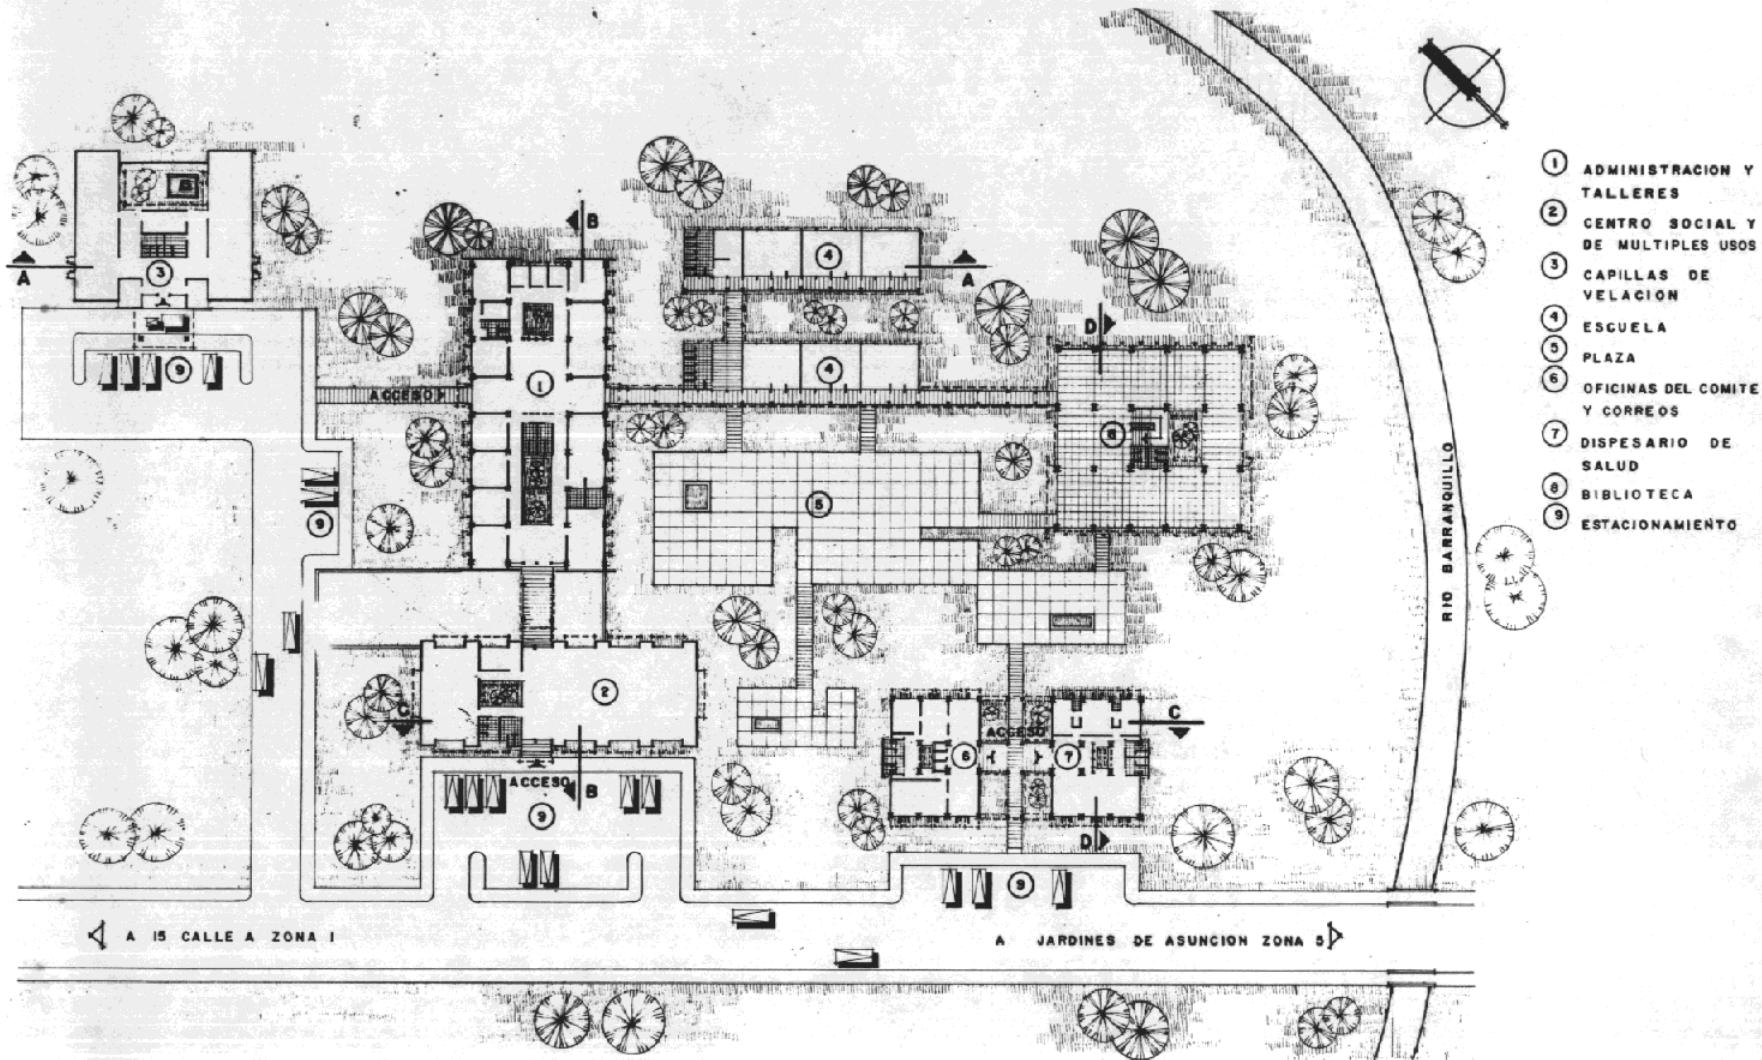 1 ADMINISTRACION Y
TALLERES
2 CENTRO SOCIAL Y
DE MULTIPLES USOS
3 CAPILLAS DE
VELACION
4 ESCUELA
5 PLAZA
6 OFICINAS DEL COMITE
Y CORREOS
7 DISPESARIO DE
SALUD
8 BIBLIOTECA
9 ESTACIONAMIENTO
B
4
A
3
A
D
9
1
4
ACCESO
8
5
9
RIO BARRANQUILLO
2
C
C
ACCESO
6
7
ACCESO
B
9
D
9
A 15 CALLE A ZONA 1
A JARDINES DE ASUNCION ZONA 5